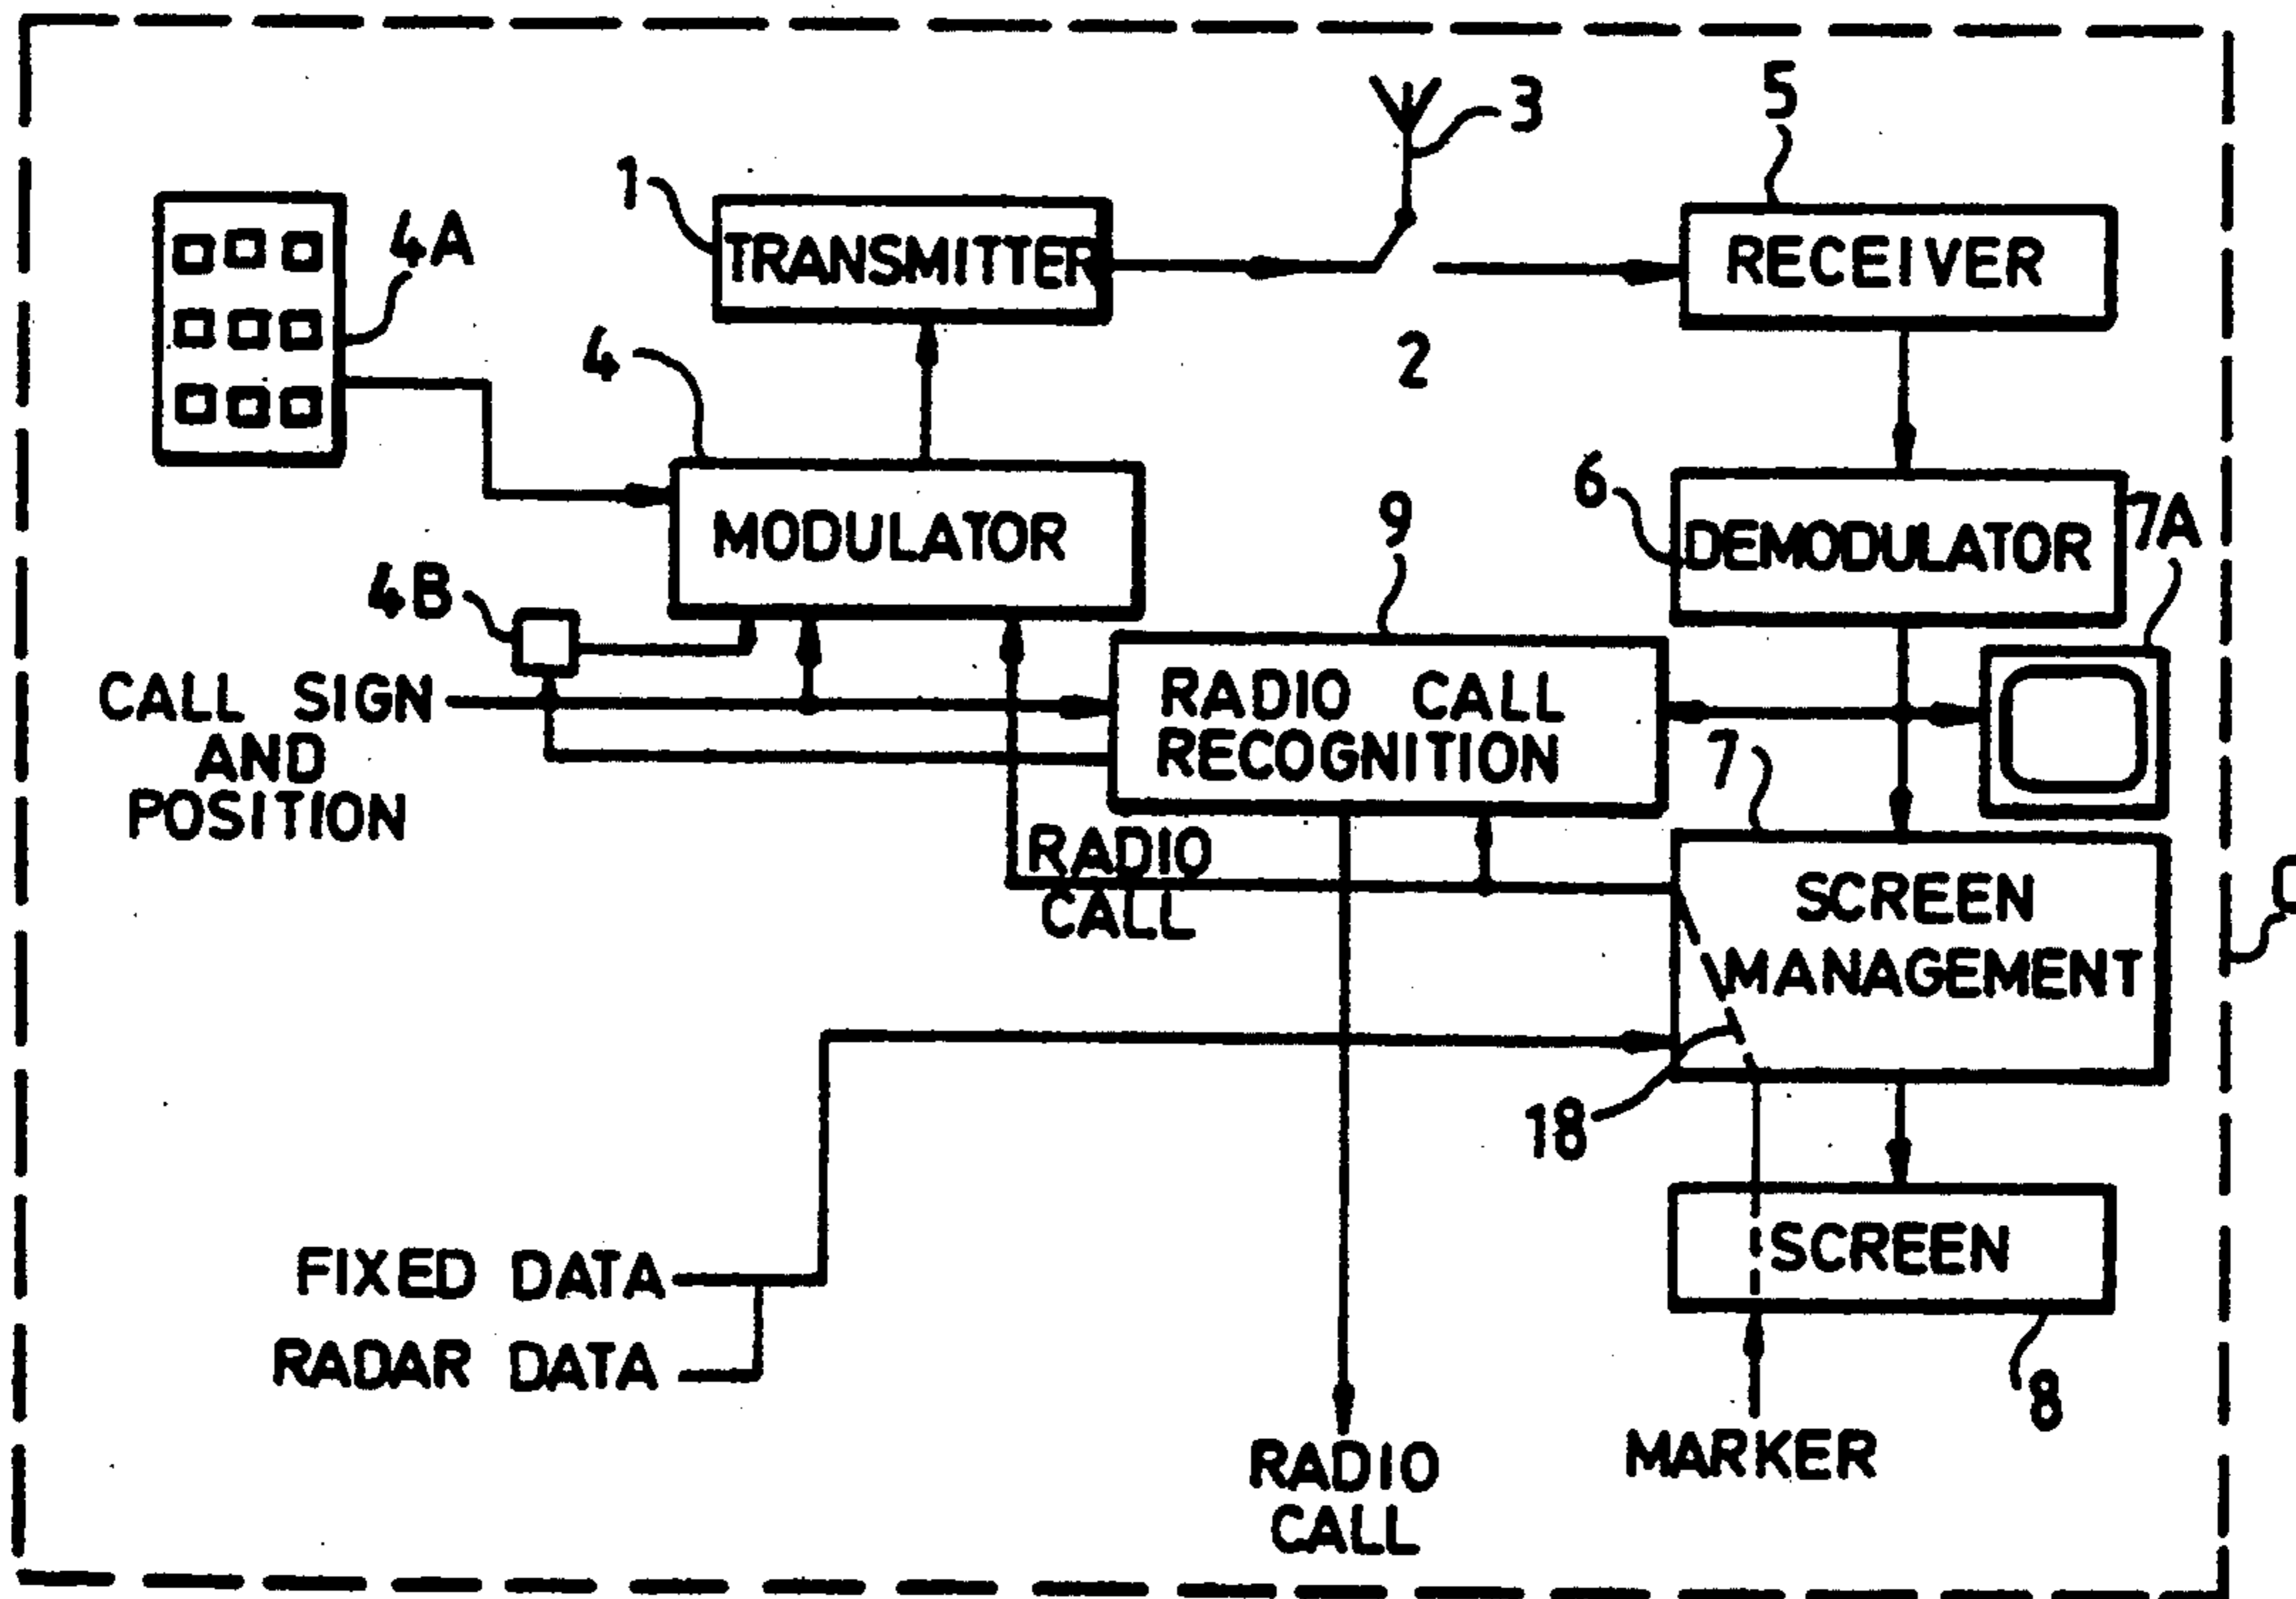 5
3
1
4A
TRANSMITTER
RECEIVER
4
2
6
9
7A
MODULATOR
DEMODULATOR
4B
CALL SIGN
AND
POSITION
RADIO CALL
RECOGNITION
7
RADIO
CALL
SCREEN
MANAGEMENT
18
FIXED DATA
RADAR DATA
SCREEN
8
MARKER
RADIO
CALL